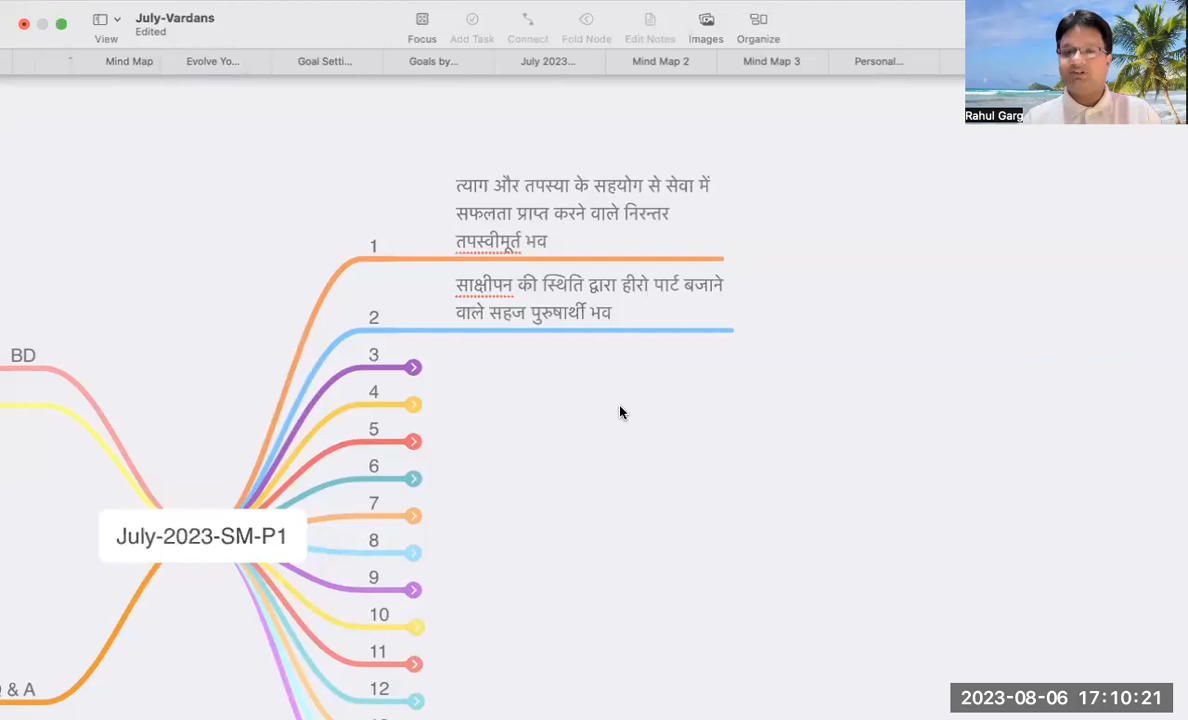 July-Vardans
Edited
View
Focus
Add Task
Connect
Fold Node
Edit Notes
Images
Organize
Mind Map
Evolve Yo...
Goal Setti...
Goals by...
July 2023...
Mind Map 2
Mind Map 3
Personal...
Rahul Garg
त्याग और तपस्या के सहयोग से सेवा में
सफलता प्राप्त करने वाले निरन्तर
तपस्वीमूर्त भव
1
साक्षीपन की स्थिति द्वारा हीरो पार्ट बजाने
वाले सहज पुरुषार्थी भव
2
BD
3
4
5
6
7
July-2023-SM-P1
8
9
10
11
12
& A
2023-08-06 17:10:21